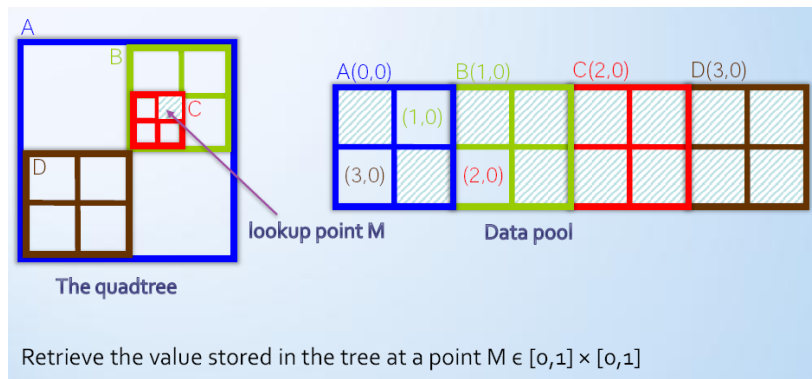 A
B
C
D
lookup point M
The quadtree
A(0,0) B(1,0) C(2,0) D(3,0)
(1,0)
(3,0) (2,0)
Data pool
Retrieve the value stored in the tree at a point M ϵ [0,1] × [0,1]